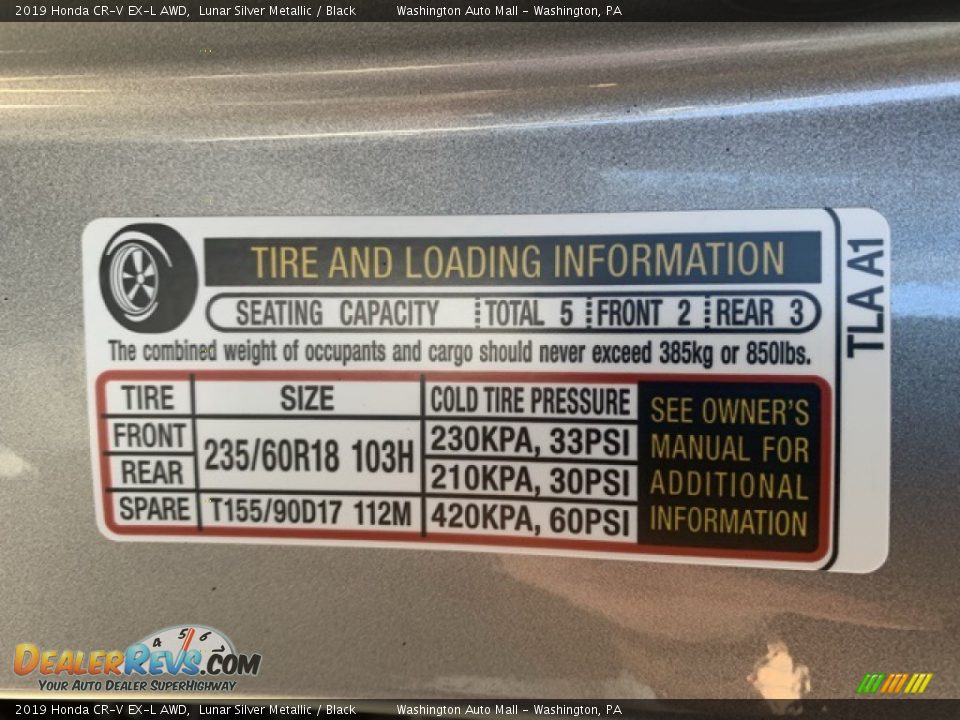 2019 Honda CR-V EX-L AWD, Lunar Silver Metallic / Black Washington Auto Mall - Washington, PA
TIRE AND LOADING INFORMATION
SEATING CAPACITY TOTAL 5 FRONT 2 REAR 3
The combined weight of occupants and cargo should never exceed 385kg or 850lbs.
TLA A1
TIRE SIZE COLD TIRE PRESSURE
FRONT 235/60R18 103H 230KPA, 33PSI
REAR 210KPA, 30PSI
SPARE T155/90D17 112M 420KPA, 60PSI
SEE OWNER'S
MANUAL FOR
ADDITIONAL
INFORMATION
4 5 6
DEALERREVS.COM
YOUR AUTO DEALER SUPERHIGHWAY
2019 Honda CR-V EX-L AWD, Lunar Silver Metallic / Black Washington Auto Mall - Washington, PA